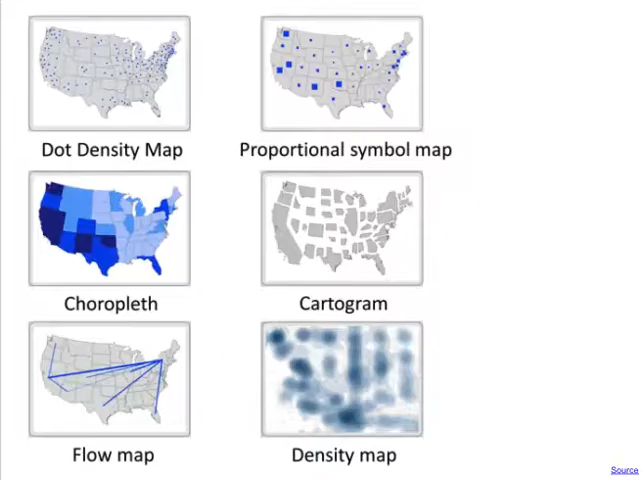 Dot Density Map
Proportional symbol map
Choropleth
Cartogram
Flow map
Density map
Source